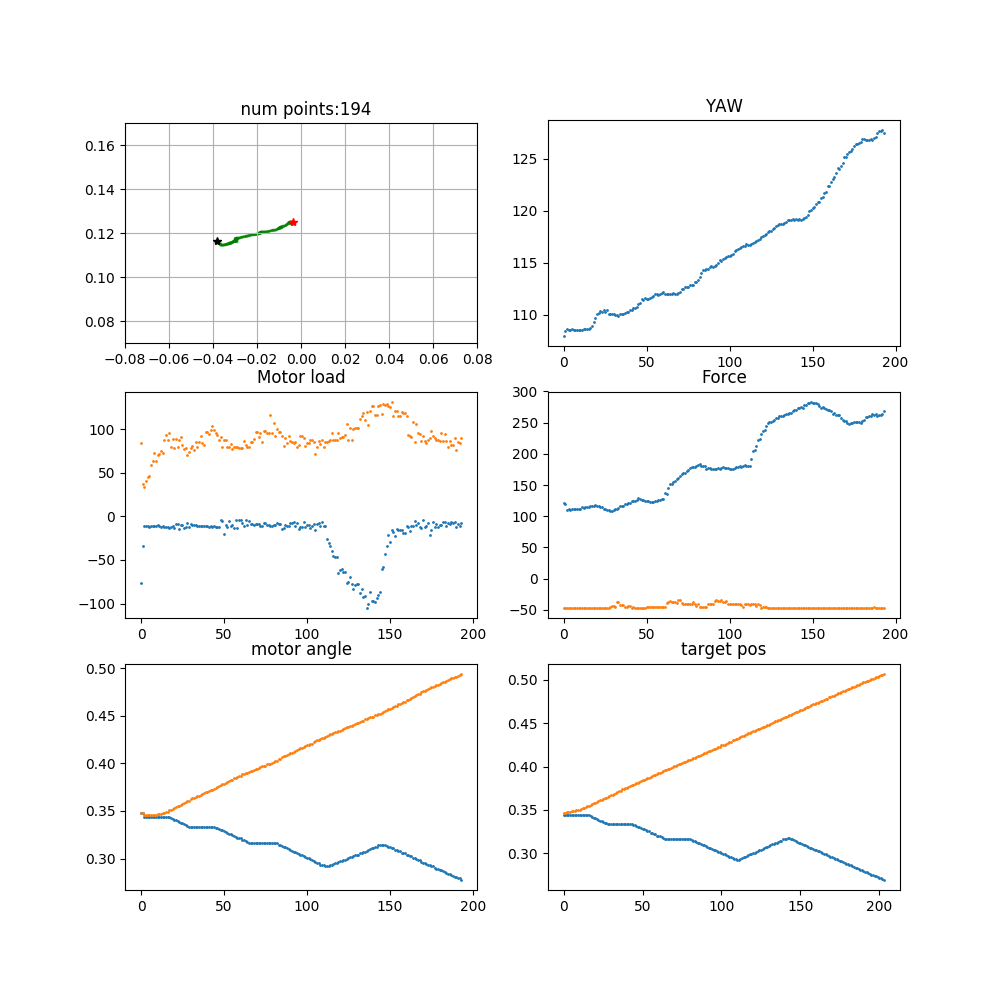 num points:194
YAW
0.16
0.14
0.12
0.10
0.08
−0.08 −0.06 −0.04 −0.02 0.00 0.02 0.04 0.06 0.08
125
120
115
110
0 50 100 150 200
Motor load
Force
100
50
0
−50
−100
0 50 100 150 200
300
250
200
150
100
50
0
−50
0 50 100 150 200
motor angle
target pos
0.50
0.45
0.40
0.35
0.30
0 50 100 150 200
0.50
0.45
0.40
0.35
0.30
0 50 100 150 200